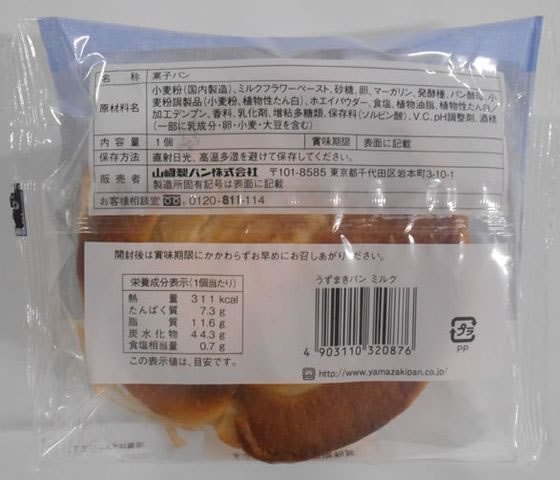 名称 菓子パン
原材料名 小麦粉(国内製造)、ミルクフラワーペースト、砂糖、卵、マーガリン、発酵種、パン酵母、小
麦粉調製品(小麦粉、植物性たん白)、ホエイパウダー、食塩、植物油脂、植物性たん白/
加工デンプン、香料、乳化剤、増粘多糖類、保存料(ソルビン酸)、V.C、pH調整剤、酒精
(一部に乳成分・卵・小麦・大豆を含む)
内容量 1個 賞味期限 表面に記載
保存方法 直射日光、高温多湿を避けて保存してください。
販売者 山崎製パン株式会社 〒101-8585 東京都千代田区岩本町3-10-1
製造所固有記号は表面に記載
お客様相談室 0120-811-114
開封後は賞味期限にかかわらずお早めにお召しあがりください。
栄養成分表示(1個当たり)
熱量 311 kcal
たんぱく質 7.3 g
脂質 11.6 g
炭水化物 44.3 g
食塩相当量 0.7 g
この表示値は、目安です。
うずまきパン ミルク
4 903110 320876
http://www.yamazakipan.co.jp/
プラ
PP